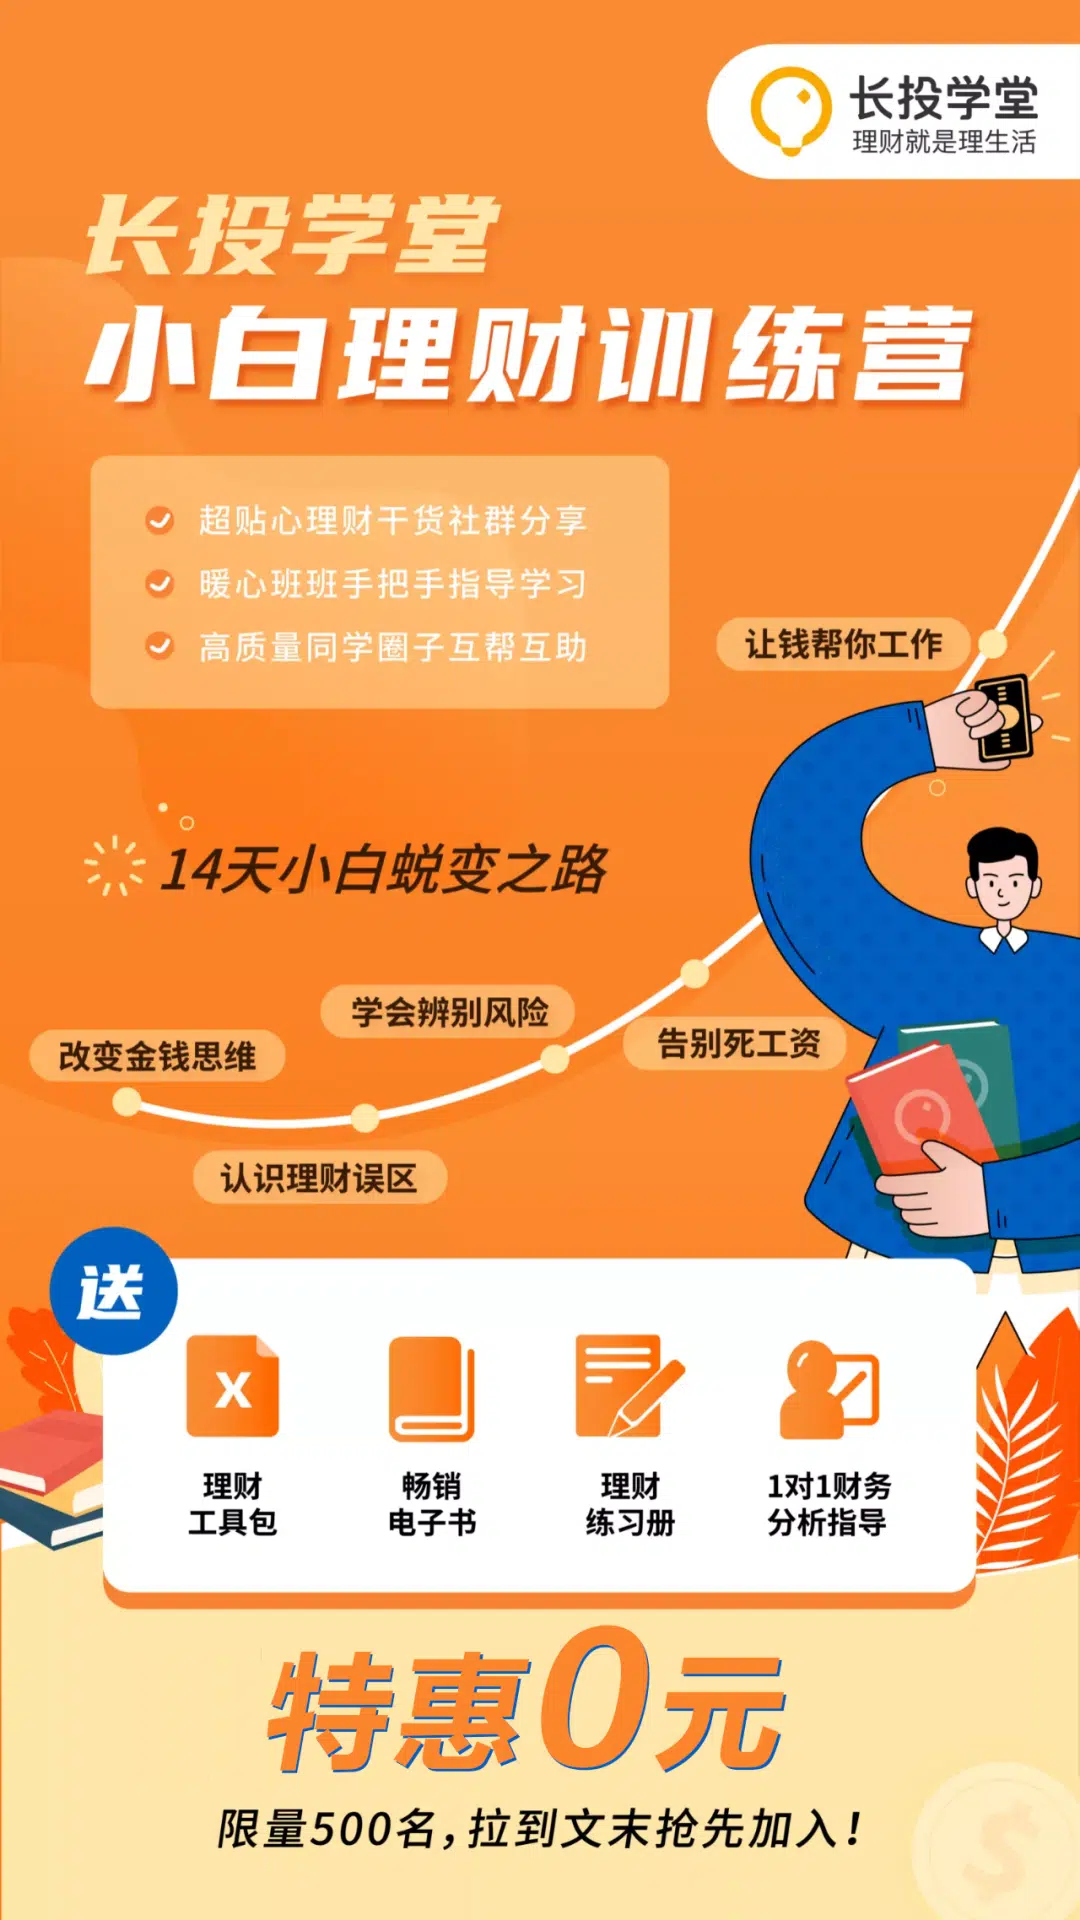 长投学堂
理财就是理生活
长投学堂
小白理财训练营
超贴心理财干货社群分享
暖心班班手把手指导学习
高质量同学圈子互帮互助
让钱帮你工作
14天小白蜕变之路
学会辨别风险
告别死工资
改变金钱思维
认识理财误区
送
X
理财
工具包
畅销
电子书
理财
练习册
1对1财务
分析指导
特惠0元
限量500名,拉到文末抢先加入!
$